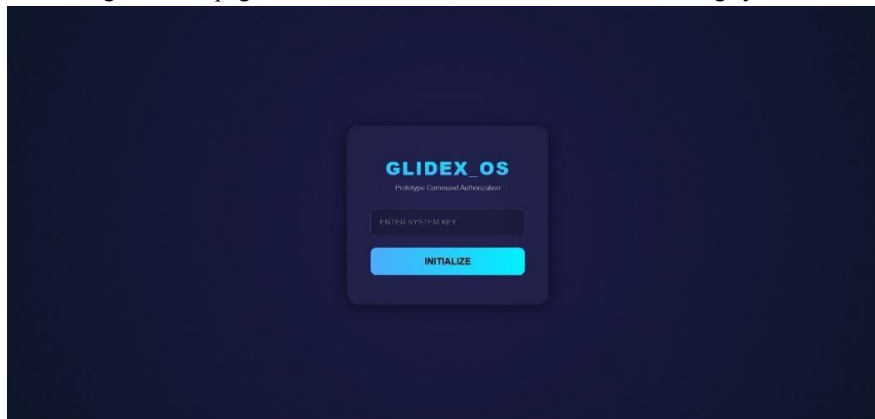 GLIDEX_OS
Prototype Command Authorization
ENTER SYSTEM KEY
INITIALIZE